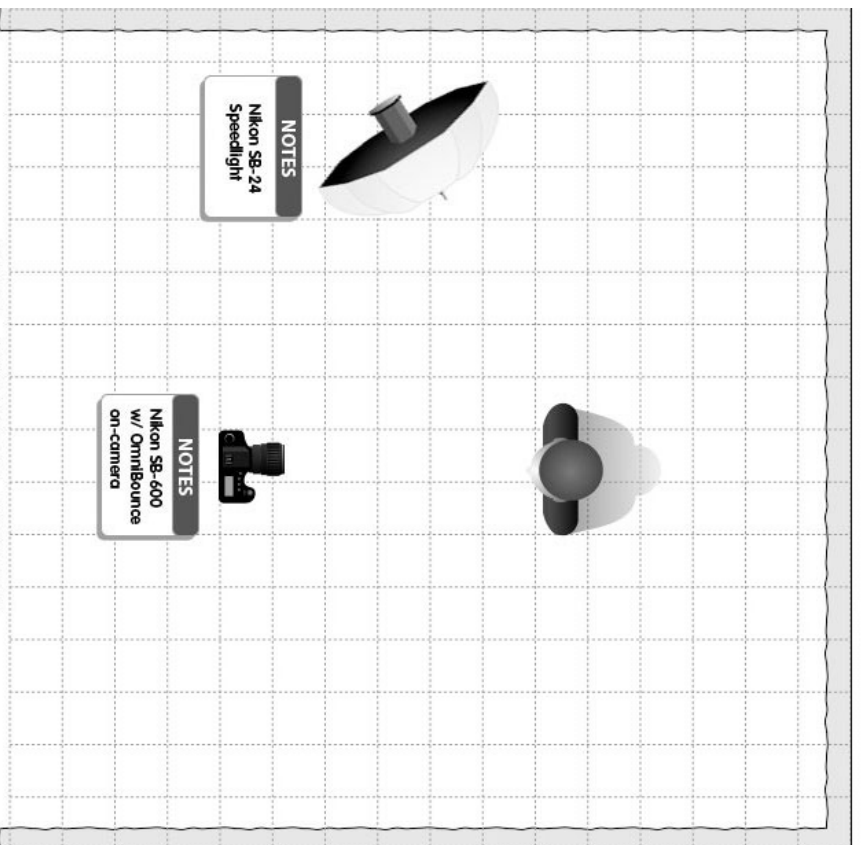 NOTES
Nikon SB-24
Speedlight
NOTES
Nikon SB-600
w/ OmniBounce
on-camera